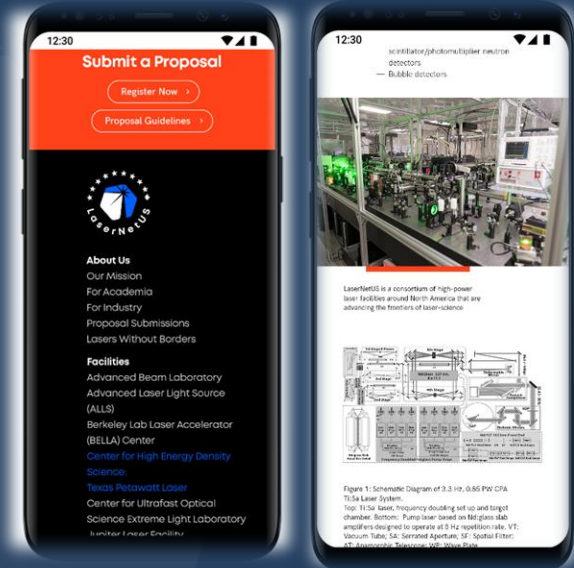 12:30
Submit a Proposal
Register Now >
Proposal Guidelines >
LaserNetUS
About Us
Our Mission
For Academia
For Industry
Proposal Submissions
Lasers Without Borders
Facilities
Advanced Beam Laboratory
Advanced Laser Light Source
(ALLS)
Berkeley Lab Laser Accelerator
(BELLA) Center
Center for High Energy Density
Science:
Texas Petawatt Laser
Center for Ultrafast Optical
Science Extreme Light Laboratory
Jupiter Laser Facility
12:30
scintillator/photomultiplier neutron
detectors
— Bubble detectors
LaserNetUS is a consortium of high-power
laser facilities around North America that are
advancing the frontiers of laser-science
Figure 1: Schematic Diagram of 3.3 Hz, 0.85 PW CPA
Ti:Sa Laser System.
Top: Ti:Sa laser, frequency doubling set up and target
chamber. Bottom: Pump laser based on Nd:glass slab
amplifiers designed to operate at 5 Hz repetition rate. VT:
Vacuum Tube; SA: Serrated Aperture; SF: Spatial Filter;
AT: Anamorphic Telescope; WP: Wave Plate